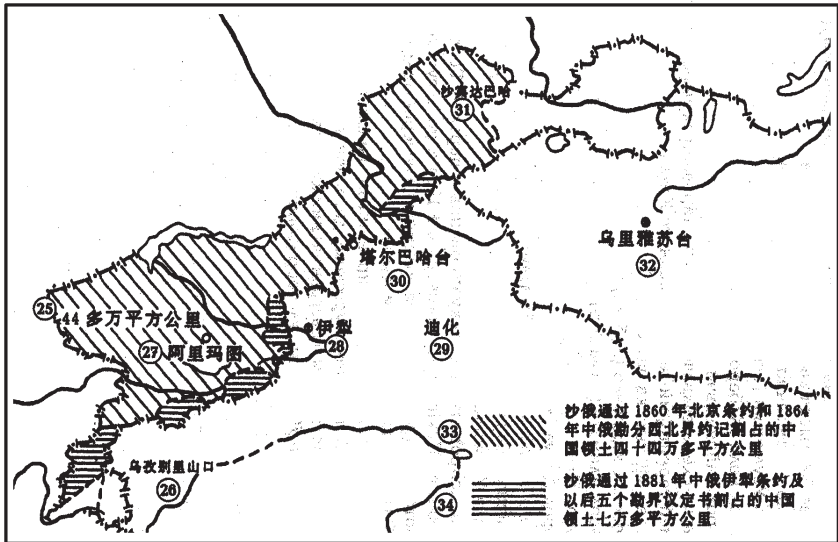 沙宾达巴哈
㉛
乌里雅苏台
㉜
塔尔巴哈台
㉚
㉕
44多万平方公里
伊犁
㉘
迪化
㉙
㉗阿里玛图
㉝
沙俄通过1860年北京条约和1864
年中俄勘分西北界约记割占的中
国领土四十四万多平方公里
乌孜别里山口
㉖
㉞
沙俄通过1881年中俄伊犁条约及
以后五个勘界议定书割占的中国
领土七万多平方公里